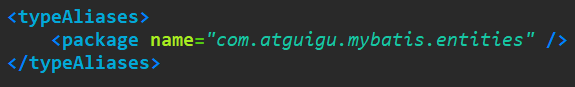 <typeAliases>
    <package name="com.atguigu.mybatis.entities" />
</typeAliases>